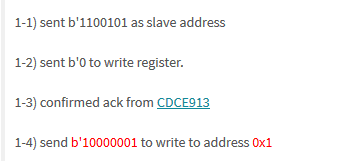 1-1) sent b'1100101 as slave address
1-2) sent b'0 to write register.
1-3) confirmed ack from CDCE913
1-4) send b'10000001 to write to address 0x1